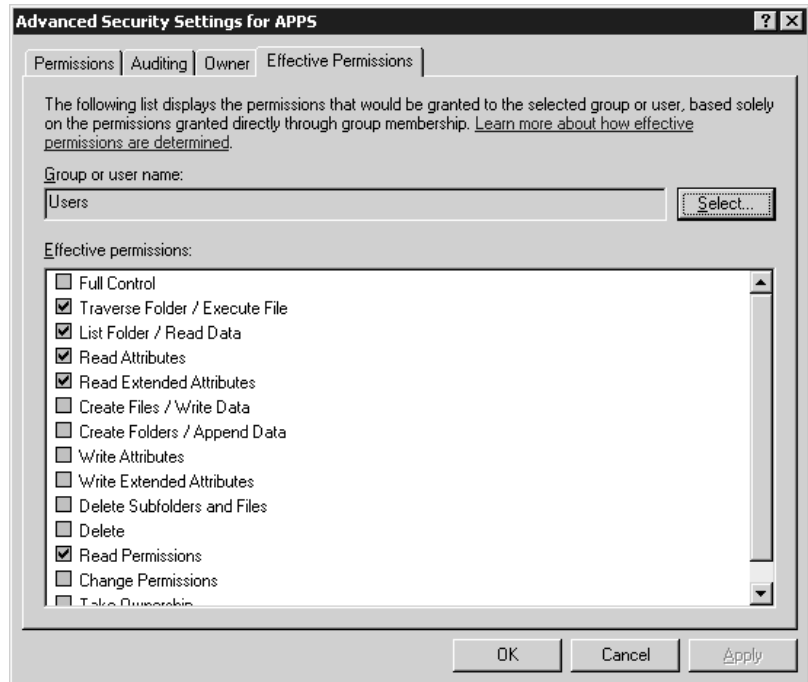 Advanced Security Settings for APPS
Permissions Auditing Owner Effective Permissions
The following list displays the permissions that would be granted to the selected group or user, based solely
on the permissions granted directly through group membership. Learn more about how effective
permissions are determined.
Group or user name:
Users
Select...
Effective permissions:
Full Control
Traverse Folder / Execute File
List Folder / Read Data
Read Attributes
Read Extended Attributes
Create Files / Write Data
Create Folders / Append Data
Write Attributes
Write Extended Attributes
Delete Subfolders and Files
Delete
Read Permissions
Change Permissions
Take Ownership
OK Cancel Apply